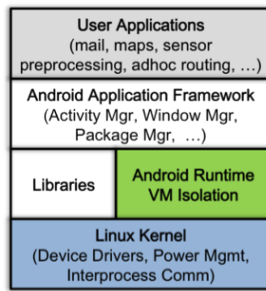 User Applications
(mail, maps, sensor
preprocessing, adhoc routing, ...)
Android Application Framework
(Activity Mgr, Window Mgr,
Package Mgr, ...)
Libraries
Android Runtime
VM Isolation
Linux Kernel
(Device Drivers, Power Mgmt,
Interprocess Comm)